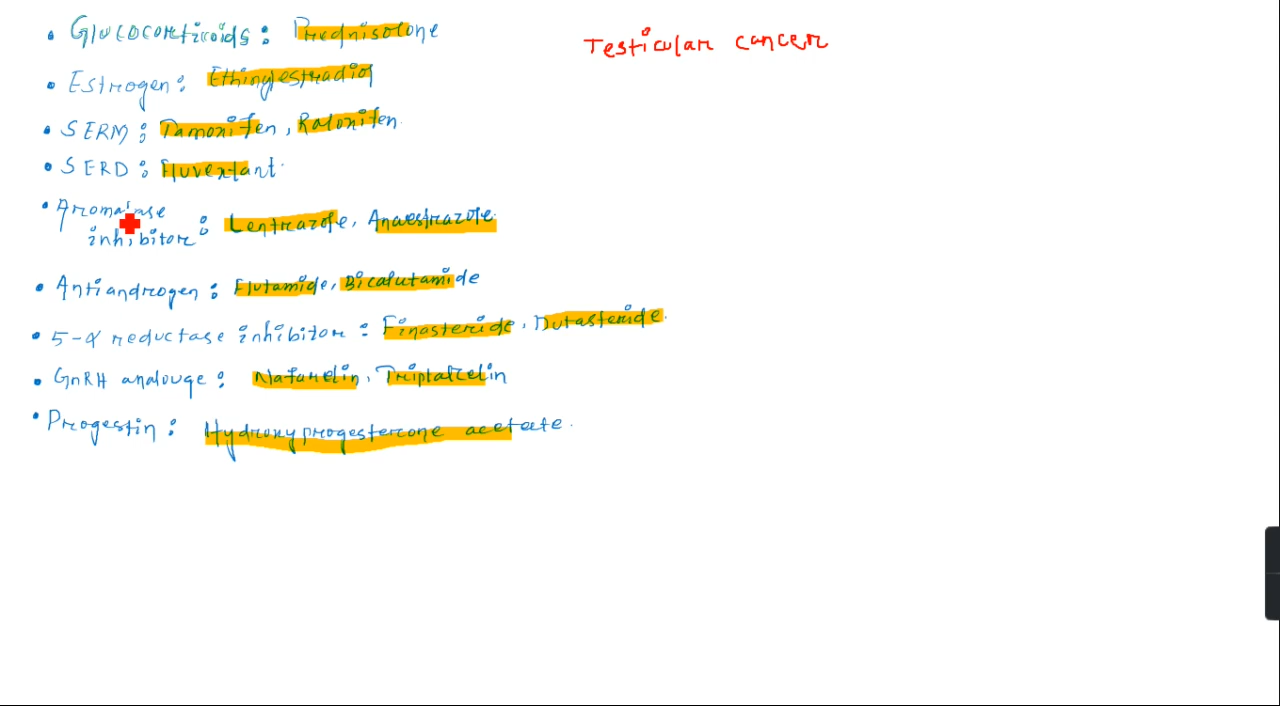 • Glucocorticoids : Prednisolone
Testicular cancer
• Estrogen : Ethinylestradiol
• SERM : Tamoxifen, Raloxifen.
• SERD : Fluvextant.
• Aromatase
inhibitor : Lentrazole, Anaestrazole.
• Antiandrogen : Flutamide, Bicalutamide
• 5-α reductase inhibitor : Finasteride, Dutasteride.
• GnRH analouge : Nafarelin, Triptalrelin
• Progestin : Hydroxyprogesterone acetate.